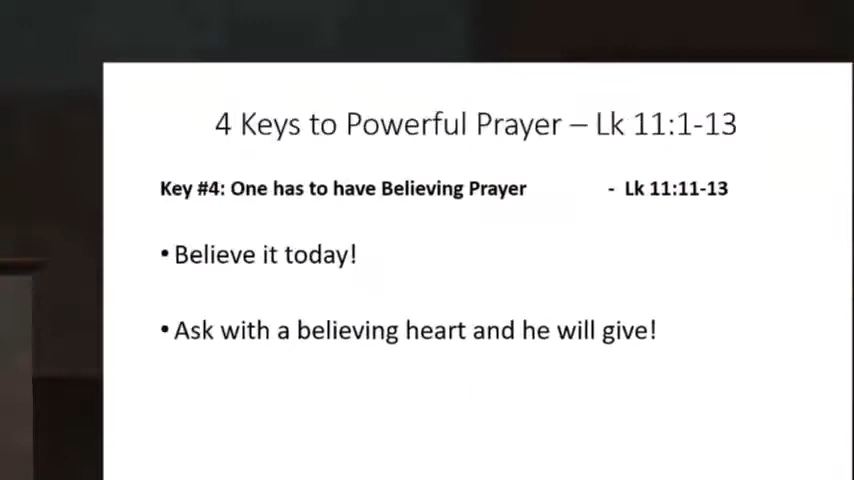 4 Keys to Powerful Prayer – Lk 11:1-13
Key #4: One has to have Believing Prayer - Lk 11:11-13
• Believe it today!
• Ask with a believing heart and he will give!